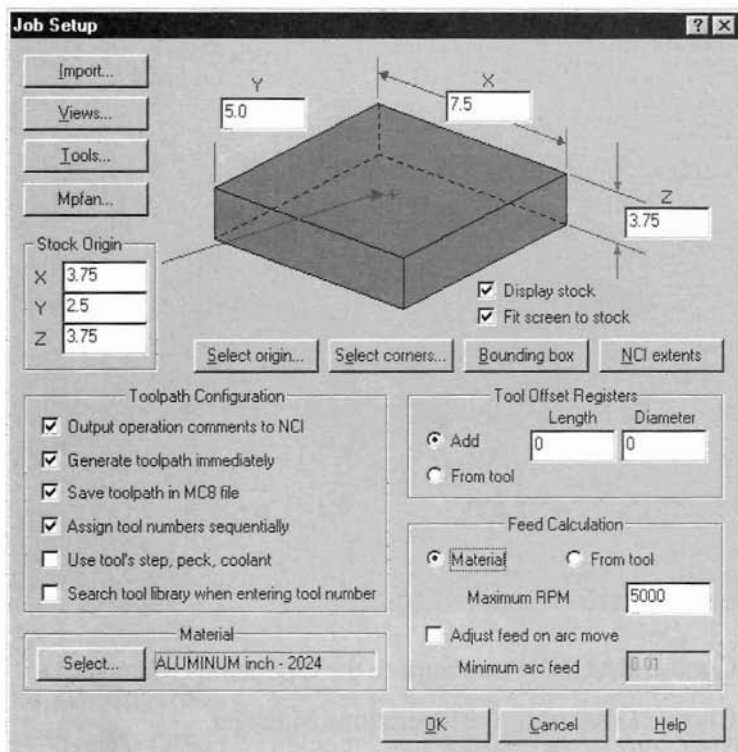 Job Setup
Import...
Views...
Tools...
Mpfan...
Y
5.0
X
7.5
Z
3.75
Stock Origin
X 3.75
Y 2.5
Z 3.75
Display stock
Fit screen to stock
Select origin...
Select corners...
Bounding box
NCI extents
Toolpath Configuration
Output operation comments to NCI
Generate toolpath immediately
Save toolpath in MC8 file
Assign tool numbers sequentially
Use tool's step, peck, coolant
Search tool library when entering tool number
Material
Select... ALUMINUM inch - 2024
Tool Offset Registers
Length Diameter
Add 0 0
From tool
Feed Calculation
Material From tool
Maximum RPM 5000
Adjust feed on arc move
Minimum arc feed 0.01
OK Cancel Help